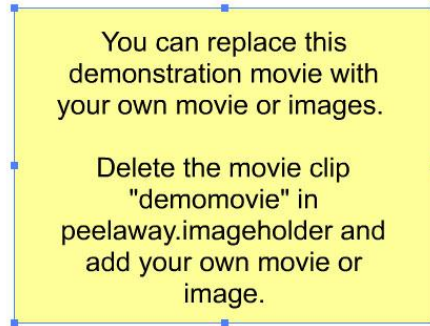 You can replace this
demonstration movie with
your own movie or images.
Delete the movie clip
"demomovie" in
peelaway.imageholder and
add your own movie or
image.